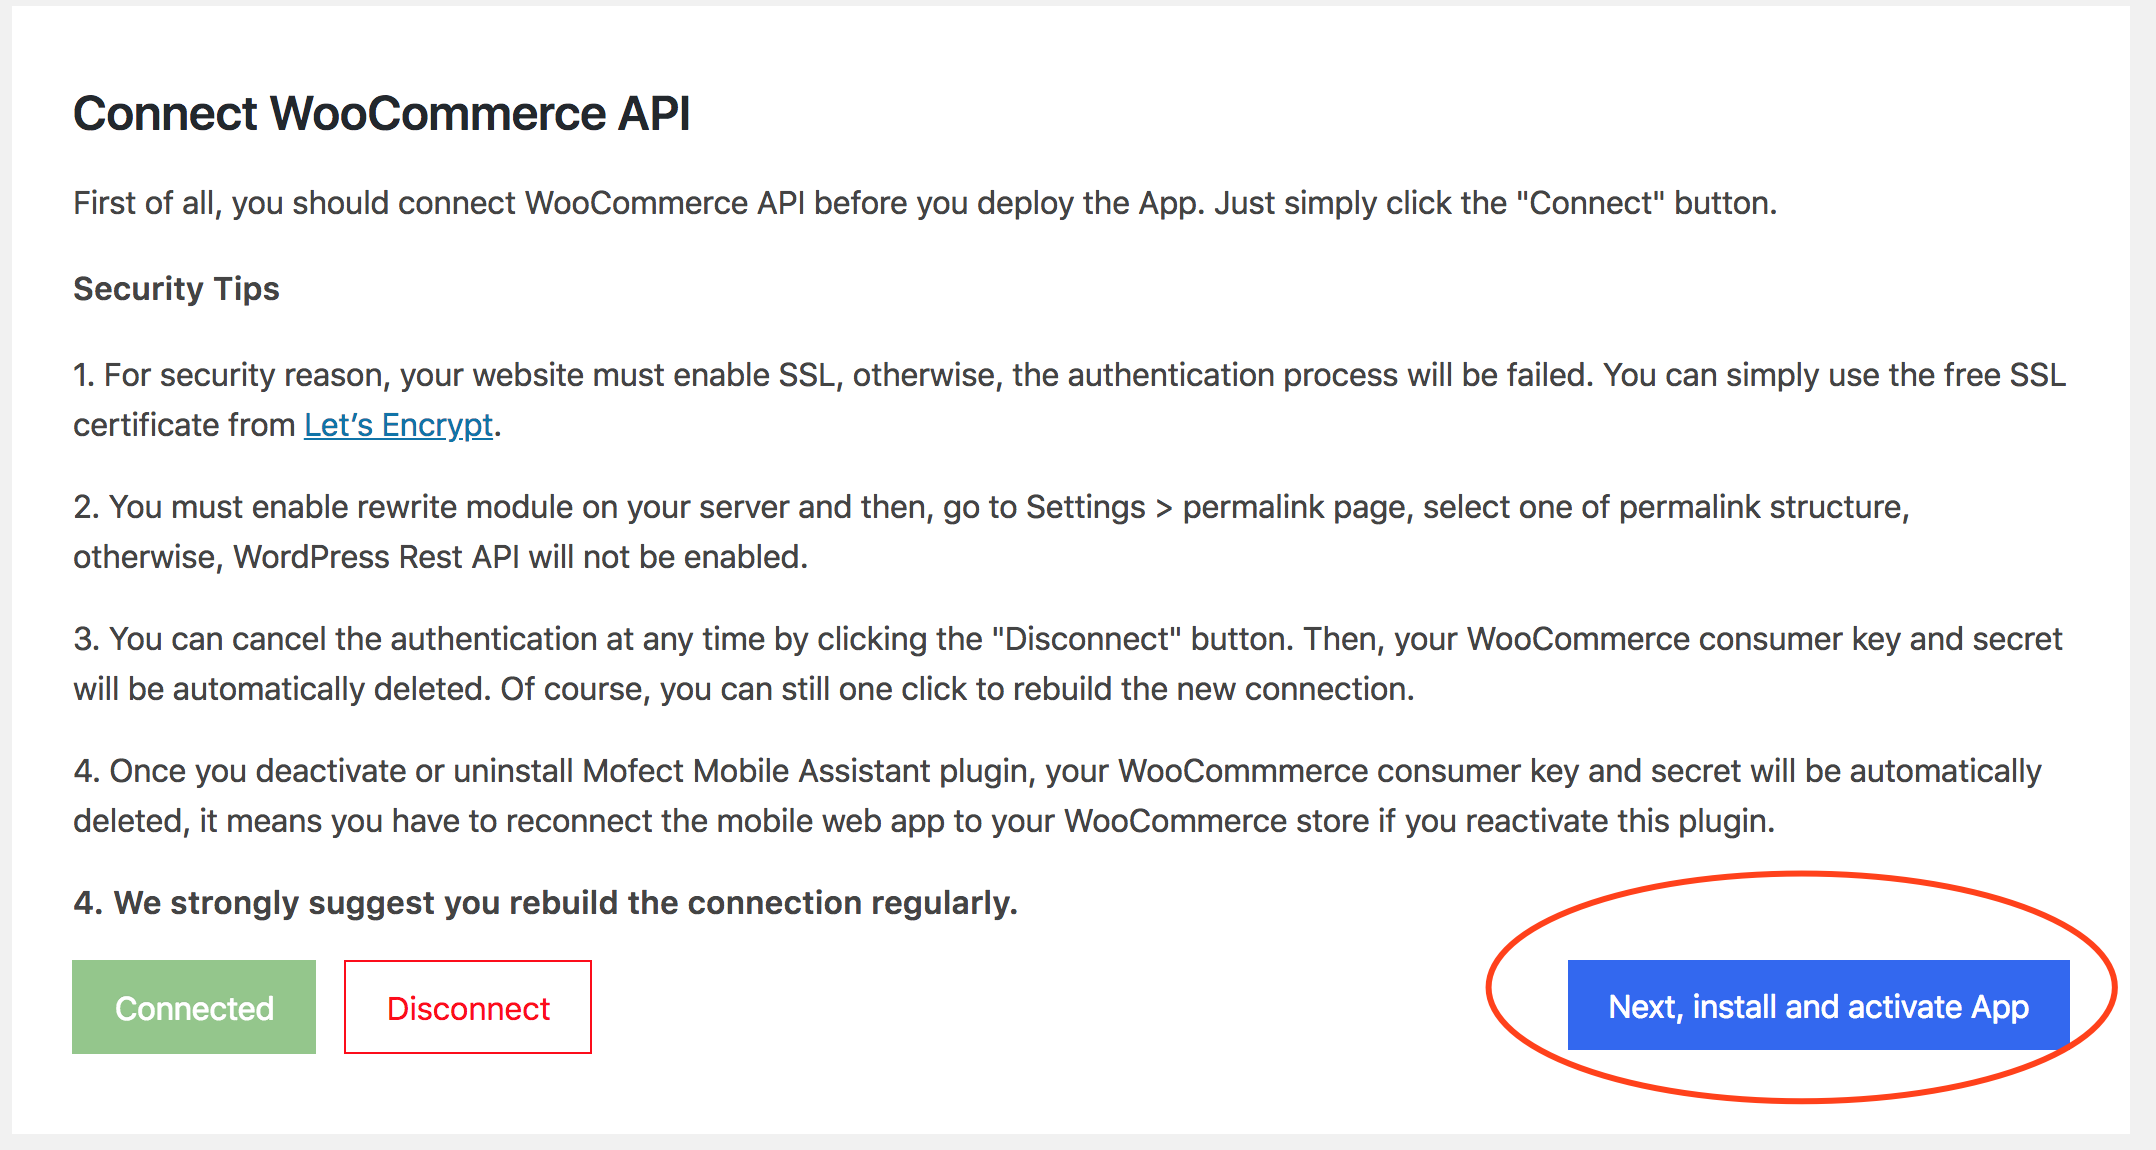 Connect WooCommerce API
First of all, you should connect WooCommerce API before you deploy the App. Just simply click the "Connect" button.
Security Tips
1. For security reason, your website must enable SSL, otherwise, the authentication process will be failed. You can simply use the free SSL
certificate from Let’s Encrypt.
2. You must enable rewrite module on your server and then, go to Settings > permalink page, select one of permalink structure,
otherwise, WordPress Rest API will not be enabled.
3. You can cancel the authentication at any time by clicking the "Disconnect" button. Then, your WooCommerce consumer key and secret
will be automatically deleted. Of course, you can still one click to rebuild the new connection.
4. Once you deactivate or uninstall Mofect Mobile Assistant plugin, your WooCommmerce consumer key and secret will be automatically
deleted, it means you have to reconnect the mobile web app to your WooCommerce store if you reactivate this plugin.
4. We strongly suggest you rebuild the connection regularly.
Connected
Disconnect
Next, install and activate App